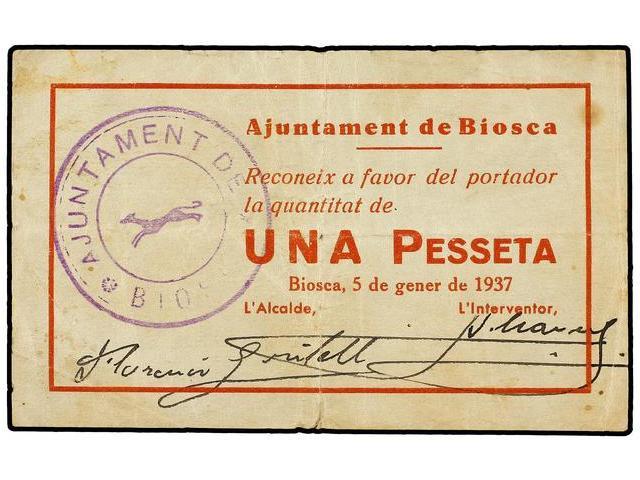 AJUNTAMENT DE
Ajuntament de Biosca
Reconeix a favor del portador
la quantitat de
UNA PESSETA
Biosca, 5 de gener de 1937
L'Alcalde, L'Interventor,